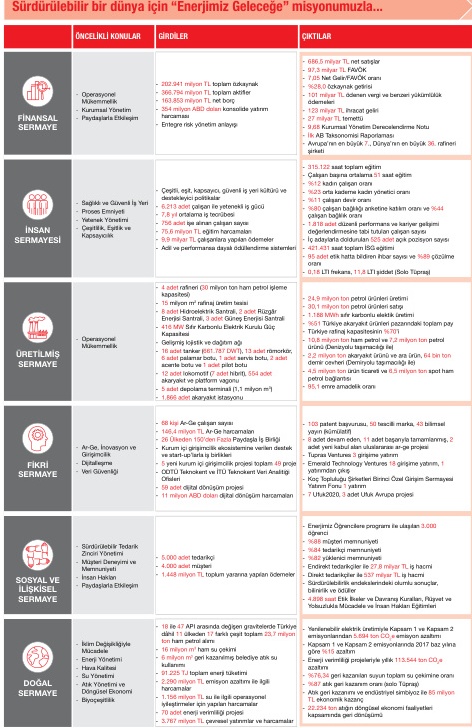 Sürdürülebilir bir dünya için “Enerjimiz Geleceğe” misyonumuzla...
ÖNCELİKLİ KONULAR
GİRDİLER
ÇIKTILAR
FİNANSAL
SERMAYE
- Operasyonel
Mükemmellik
- Kurumsal Yönetim
- Paydaşlarla Etkileşim
- 202.941 milyon TL toplam özkaynak
- 366.794 milyon TL toplam aktifler
- 163.853 milyon TL net borç
- 354 milyon ABD doları konsolide yatırım
harcaması
- Entegre risk yönetim anlayışı
- 686,5 milyar TL net satışlar
- 97,3 milyar TL FAVÖK
- 7,05 Net Gelir/FAVÖK oranı
- %28,0 özkaynak getirisi
- 101 milyar TL ödenen vergi ve benzeri yükümlülük
ödemeleri
- 123 milyar TL ihracat geliri
- 27 milyar TL temettü
- 9,68 Kurumsal Yönetim Derecelendirme Notu
- İlk AB Taksonomisi Raporlaması
- Avrupa’nın en büyük 7., Dünya’nın en büyük 36. rafineri
şirketi
İNSAN
SERMAYESİ
- Sağlıklı ve Güvenli İş Yeri
- Proses Emniyeti
- Yetenek Yönetimi
- Çeşitlilik, Eşitlik ve
Kapsayıcılık
- Çeşitli, eşit, kapsayıcı, güvenli iş yeri kültürü ve
destekleyici politikalar
- 6.213 adet çalışan ile yetenekli iş gücü
- 7,8 yıl ortalama iş tecrübesi
- 756 adet işe alınan çalışan sayısı
- 75,6 milyon TL eğitim harcamaları
- 9,9 milyar TL çalışanlara yapılan ödemeler
- Adil ve performansa dayalı ödüllendirme sistemleri
- 315.122 saat toplam eğitim
- Çalışan başına ortalama 51 saat eğitim
- %12 kadın çalışan oranı
- %23 orta kademe kadın yönetici oranı
- %11 çalışan devir oranı
- %80 çalışan bağlılığı anketine katılım oranı ve %44
çalışan bağlılık oranı
- 1.818 adet düzenli performans ve kariyer gelişimi
değerlendirmesine tabi tutulan çalışan sayısı
- İç adaylarla doldurulan 525 adet açık pozisyon sayısı
- 421.431 saat toplam İSG eğitimi
- 95 adet etik hatta bildiren ihbar sayısı ve %89 çözülme
oranı
- 0,18 LTI frekans, 11,8 LTI şiddet (Solo Tüpraş)
ÜRETİLMİŞ
SERMAYE
- Operasyonel
Mükemmellik
- 4 adet rafineri (30 milyon ton ham petrol işleme
kapasitesi)
- 15 milyon m² rafinaj üretim tesisi
- 8 adet Hidroelektrik Santrali, 2 adet Rüzgâr
Enerjisi Santrali, 3 adet Güneş Enerjisi Santrali
- 416 MW Sıfır Karbonlu Elektrik Kurulu Güç
Kapasitesi
- Gelişmiş lojistik ve dağıtım ağı
- 16 adet tanker (661.787 DWT), 13 adet römorkör,
6 adet palamar botu, 1 adet servis botu, 2 adet
acente botu ve 1 adet pilot botu
- 12 adet lokomotif (7 adet hibrit), 554 adet
akaryakıt ve platform vagonu
- 5 adet depolama terminali (1,1 milyon m³)
- 1.866 adet akaryakıt istasyonu
- 24,9 milyon ton petrol ürünleri üretimi
- 30,1 milyon ton petrol ürünleri satışı
- 1.188 MWh sıfır karbonlu elektik üretimi
- %51 Türkiye akaryakıt ürünleri pazarındaki toplam pay
- Türkiye rafinaj kapasitesinin %701
- 10,8 milyon ton ham petrol ve 7,2 milyon ton petrol
ürünü (Denizyolu taşımacılığı ile)
- 2,2 milyon ton akaryakıt ürünü ve ara ürün, 64 bin ton
demir cevheri (Demiryolu taşımacılığı ile)
- 4,5 milyon ton ürün ticareti ve 6,5 milyon ton spot ham
petrol bağlantısı
- %95,1 emre amadelik oranı
FİKRİ
SERMAYE
- Ar-Ge, İnovasyon ve
Girişimcilik
- Dijitalleşme
- Veri Güvenliği
- 88 kişi Ar-Ge çalışan sayısı
- 146,4 milyon TL Ar-Ge harcamaları
- 26 Ülkeden 150’den Fazla Paydaşla İş Birliği
- Kurum içi girişimcilik ekosistemine verilen destek
ve start-up’larla iş birlikleri
- 5 yeni kurum içi girişimcilik projesi toplam 49 proje
- ODTÜ Teknokent ve İTÜ Teknokent Veri Analitiği
Ofisleri
- 59 adet dijital dönüşüm projesi
- 11 milyon ABD doları dijital dönüşüm harcamaları
- 103 patent başvurusu, 50 tescilli marka, 43 bilimsel
yayın (kümülatif)
- 8 adet devam eden, 11 adet başarıyla tamamlanmış, 2
adet yeni kabul alan uluslararası ar-ge projesi
- Tupras Ventures 3 girişime yatırım
- Emerald Technology Ventures 18 girişime yatırım, 1
yatırımdan çıkış
- Koç Topluluğu Şirketleri Birinci Özel Girişim Sermayesi
Yatırım Fonu 1 yatırım
- 7 Ufuk2020, 3 adet Ufuk Avrupa projesi
SOSYAL VE
İLİŞKİSEL
SERMAYE
- Sürdürülebilir Tedarik
Zinciri Yönetimi
- Müşteri Deneyimi ve
Memnuniyeti
- İnsan Hakları
- Paydaşlarla Etkileşim
- 5.000 adet tedarikçi
- 4.000 adet müşteri
- 1.448 milyon TL toplum yararına yapılan ödemeler
- Enerjimiz Öğrencilere programı ile ulaşılan 3.000
öğrenci
- %88 müşteri memnuniyeti
- %84 tedarikçi memnuniyeti
- %82 yüklenici memnuniyeti
- Endirekt tedarikçiler ile 27,8 milyar TL iş hacmi
- Direkt tedarikçiler ile 537 milyar TL iş hacmi
- Sürdürülebilirlik endekslerindeki olumlu sonuçlar,
bilinirlik ve ödüller
- 4.898 saat Etik İlkeler ve Davranış Kuralları, Rüşvet ve
Yolsuzlukla Mücadele ve İnsan Hakları Eğitimleri
DOĞAL
SERMAYE
- İklim Değişikliğiyle
Mücadele
- Enerji Yönetimi
- Hava Kalitesi
- Su Yönetimi
- Atık Yönetimi ve
Döngüsel Ekonomi
- Biyoçeşitlilik
- 18 ile 47 API arasında değişen gravitelerde Türkiye
dâhil 11 ülkeden 17 farklı çeşit toplam 23,7 milyon
ton ham petrol alımı
- 16 milyon m³ ham su çekimi
- 6 milyon m³ geri kazanılmış belediye atık su
kullanımı
- 91.225 TJ toplam enerji tüketimi
- 2.290 milyon TL emisyon azaltımı ile ilgili
harcamalar
- 1.156 milyon TL su ile ilgili operasyonel
iyileştirmeler için yapılan harcamalar
- 70 adet enerji verimliliği projesi
- 3.767 milyon TL çevresel yatırımlar ve harcamalar
- Yenilenebilir elektrik üretimiyle Kapsam 1 ve Kapsam 2
emisyonlarından 5.694 ton CO₂e emisyon azaltımı
- Kapsam 1 ve Kapsam 2 emisyonlarında 2017 baz yılına
göre %15 azaltım
- Enerji verimliliği projeleriyle yıllık 113.544 ton CO₂e
azaltım
- %76,34 geri kazanılan suyun toplam su çekimine oranı
- %87 atık geri kazanım oranı (solo Tüpraş)
- Atık geri kazanımı ve endüstriyel simbiyoz ile 85 milyon
TL ekonomik kazanç
- 22.234 ton atığın döngüsel ekonomi faaliyetleri
kapsamında geri dönüşümü